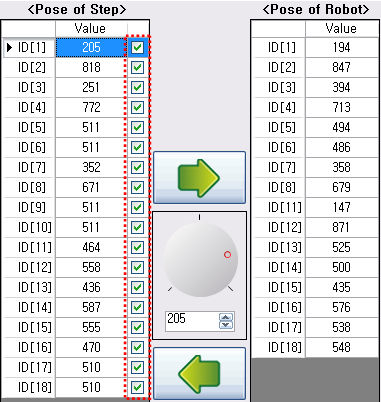 <Pose of Step>
Value
ID[1] 205
ID[2] 818
ID[3] 251
ID[4] 772
ID[5] 511
ID[6] 511
ID[7] 352
ID[8] 671
ID[9] 511
ID[10] 511
ID[11] 464
ID[12] 558
ID[13] 436
ID[14] 587
ID[15] 555
ID[16] 470
ID[17] 510
ID[18] 510
205
<Pose of Robot>
Value
ID[1] 194
ID[2] 847
ID[3] 394
ID[4] 713
ID[5] 494
ID[6] 486
ID[7] 358
ID[8] 679
ID[11] 147
ID[12] 871
ID[13] 525
ID[14] 500
ID[15] 435
ID[16] 576
ID[17] 538
ID[18] 548